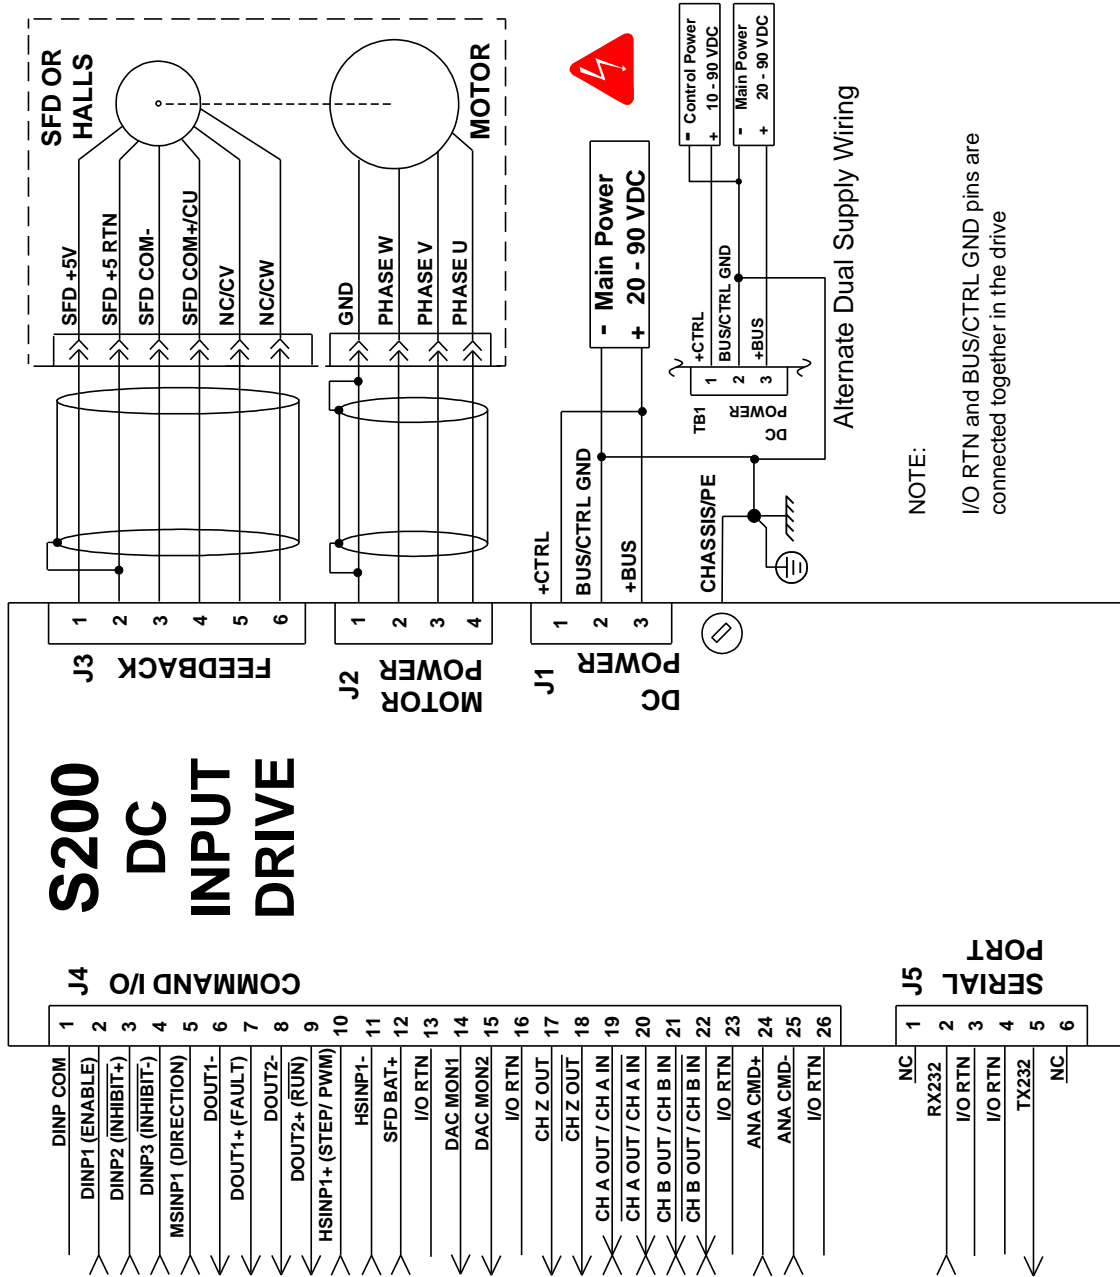 S200
DC
INPUT
DRIVE
J3
FEEDBACK
1
2
3
4
5
6
SFD +5V
SFD +5 RTN
SFD COM-
SFD COM+/CU
NC/CV
NC/CW
SFD OR
HALLS
J2
MOTOR
POWER
1
2
3
4
GND
PHASE W
PHASE V
PHASE U
MOTOR
J1
DC
POWER
1
2
3
+CTRL
BUS/CTRL GND
+BUS
- Main Power
+ 20 - 90 VDC
CHASSIS/PE
TB1
DC
POWER
1
2
3
+CTRL
BUS/CTRL GND
+BUS
- Control Power
+ 10 - 90 VDC
- Main Power
+ 20 - 90 VDC
Alternate Dual Supply Wiring
NOTE:
I/O RTN and BUS/CTRL GND pins are
connected together in the drive
J4
COMMAND I/O
1 DINP COM
2 DINP1 (ENABLE)
3 DINP2 (INHIBIT+)
4 DINP3 (INHIBIT-)
5 MSINP1 (DIRECTION)
6 DOUT1-
7 DOUT1+ (FAULT)
8 DOUT2-
9 DOUT2+ (RUN)
10 HSINP1+ (STEP/ PWM)
11 HSINP1-
12 SFD BAT+
13 I/O RTN
14 DAC MON1
15 DAC MON2
16 I/O RTN
17 CH Z OUT
18 CH Z OUT
19 CH A OUT / CH A IN
20 CH A OUT / CH A IN
21 CH B OUT / CH B IN
22 CH B OUT / CH B IN
23 I/O RTN
24 ANA CMD+
25 ANA CMD-
26 I/O RTN
J5
SERIAL
PORT
1 NC
2 RX232
3 I/O RTN
4 I/O RTN
5 TX232
6 NC